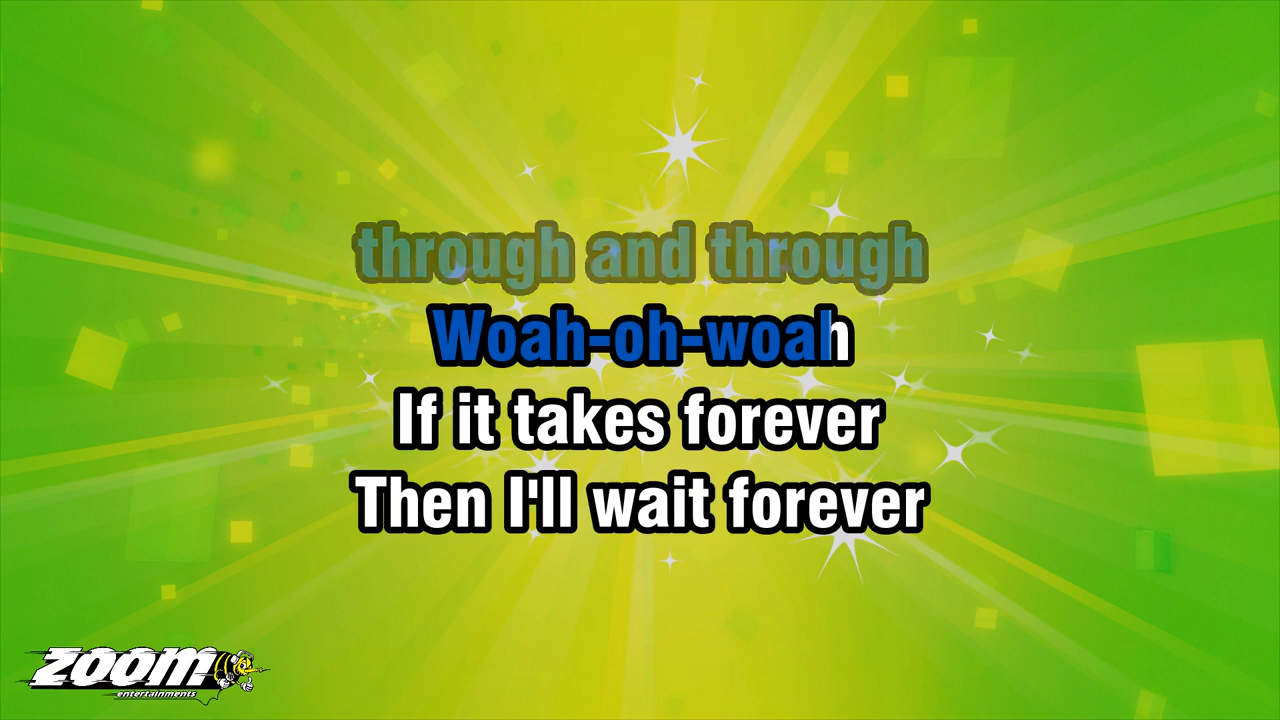 through and through
Woah-oh-woah
If it takes forever
Then I'll wait forever
zoom
entertainments